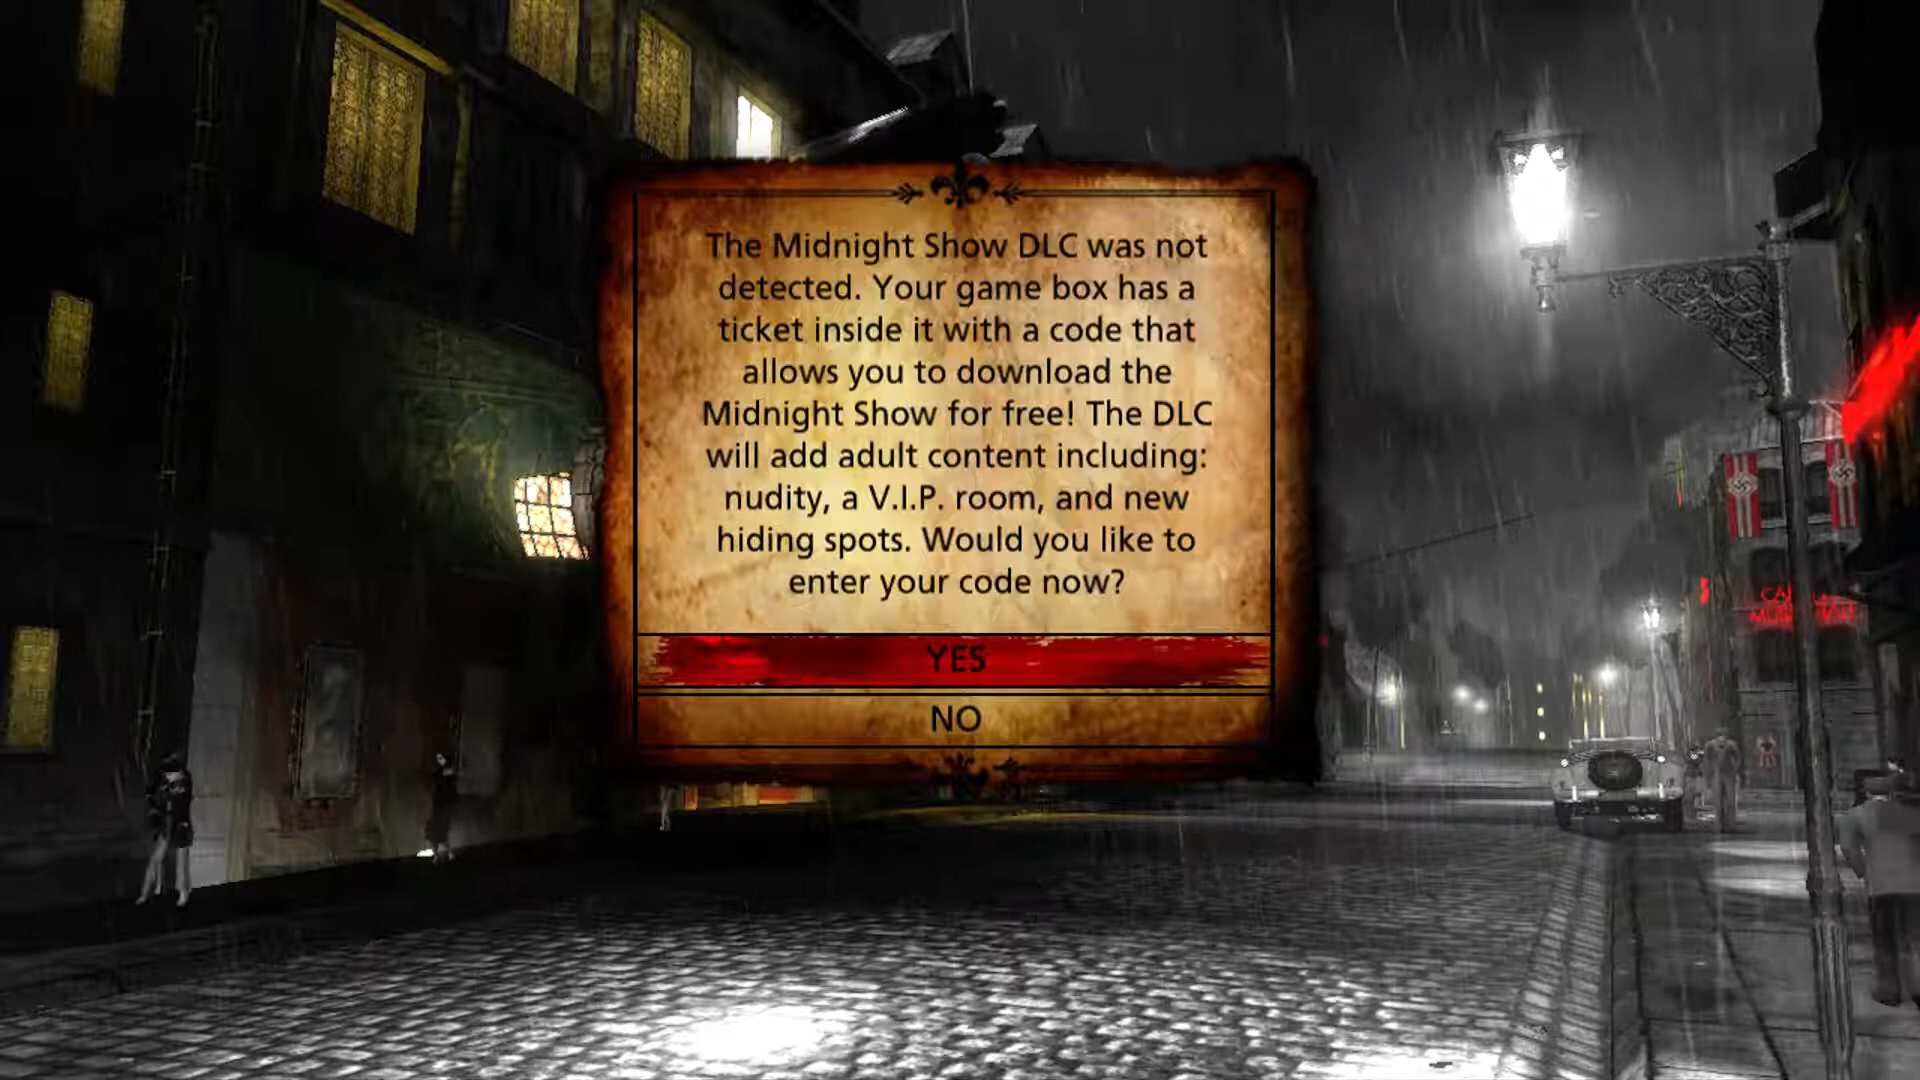 The Midnight Show DLC was not
detected. Your game box has a
ticket inside it with a code that
allows you to download the
Midnight Show for free! The DLC
will add adult content including:
nudity, a V.I.P. room, and new
hiding spots. Would you like to
enter your code now?
YES
NO